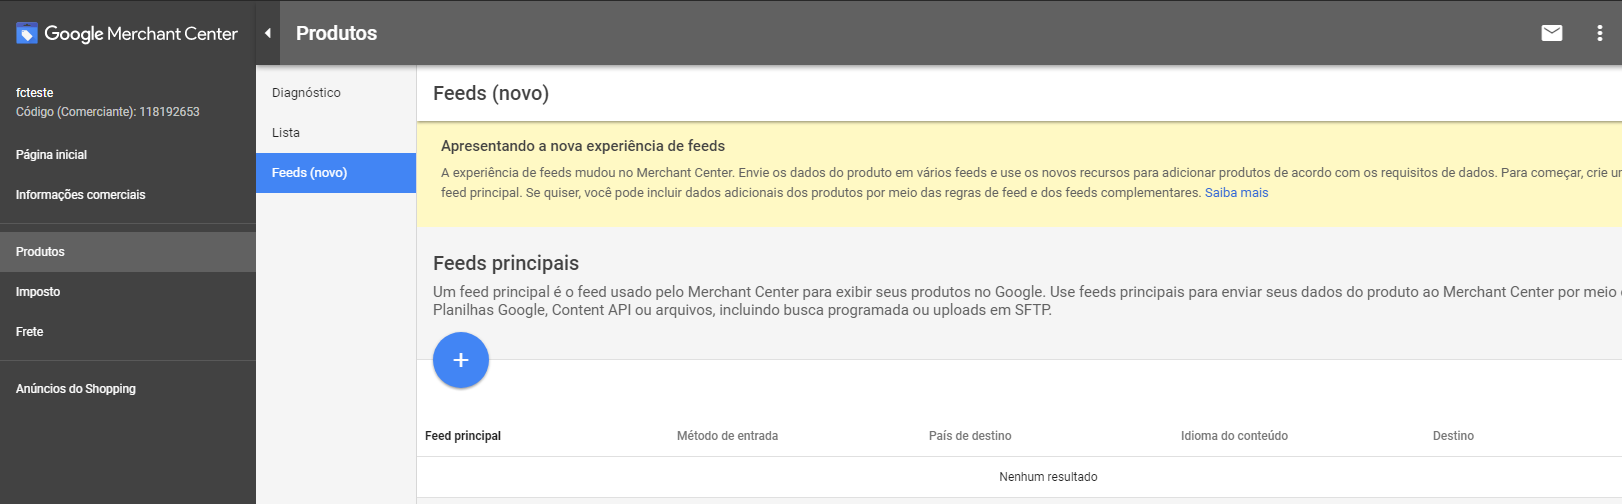 Google Merchant Center
Produtos
fcteste
Código (Comerciante): 118192653
Página inicial
Informações comerciais
Produtos
Imposto
Frete
Anúncios do Shopping
Diagnóstico
Lista
Feeds (novo)
Feeds (novo)
Apresentando a nova experiência de feeds
A experiência de feeds mudou no Merchant Center. Envie os dados do produto em vários feeds e use os novos recursos para adicionar produtos de acordo com os requisitos de dados. Para começar, crie
feed principal. Se quiser, você pode incluir dados adicionais dos produtos por meio das regras de feed e dos feeds complementares. Saiba mais
Feeds principais
Um feed principal é o feed usado pelo Merchant Center para exibir seus produtos no Google. Use feeds principais para enviar seus dados do produto ao Merchant Center por meio
Planilhas Google, Content API ou arquivos, incluindo busca programada ou uploads em SFTP.
+
Feed principal
Método de entrada
País de destino
Idioma do conteúdo
Destino
Nenhum resultado